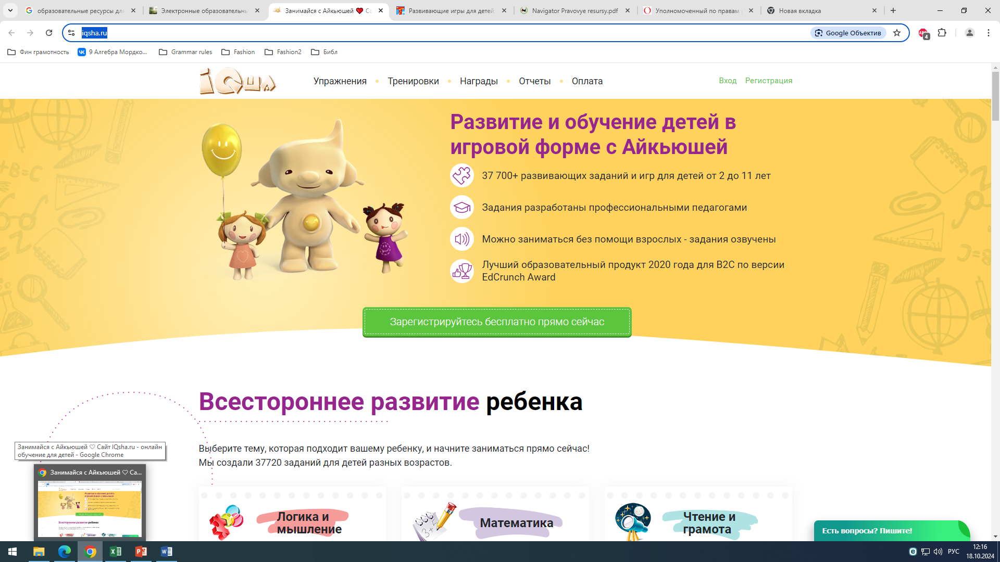 образовательные ресурсы для
Электронные образовательны
Занимайся с Айкьюшей ❤️ Са
Развивающие игры для детей
Navigator Pravovye resursy.pdf
Уполномоченный по правам
Новая вкладка
iqsha.ru
Google Объектив
4
Фин грамотность
9 Алгебра Мордко...
Grammar rules
Fashion
Fashion2
Библ
iQша
Упражнения
Тренировки
Награды
Отчеты
Оплата
Вход
Регистрация
Развитие и обучение детей в
игровой форме с Айкьюшей
37 700+ развивающих заданий и игр для детей от 2 до 11 лет
Задания разработаны профессиональными педагогами
Можно заниматься без помощи взрослых - задания озвучены
Лучший образовательный продукт 2020 года для B2C по версии
EdCrunch Award
Зарегистрируйтесь бесплатно прямо сейчас
Всестороннее развитие ребенка
Выберите тему, которая подходит вашему ребенку, и начните заниматься прямо сейчас!
Мы создали 37720 заданий для детей разных возрастов.
Занимайся с Айкьюшей ♡ Сайт IQsha.ru - онлайн
обучение для детей - Google Chrome
Занимайся с Айкьюшей ♡ Са...
Логика и
мышление
Математика
Чтение и
грамота
Есть вопросы? Пишите!
РУС
12:16
18.10.2024